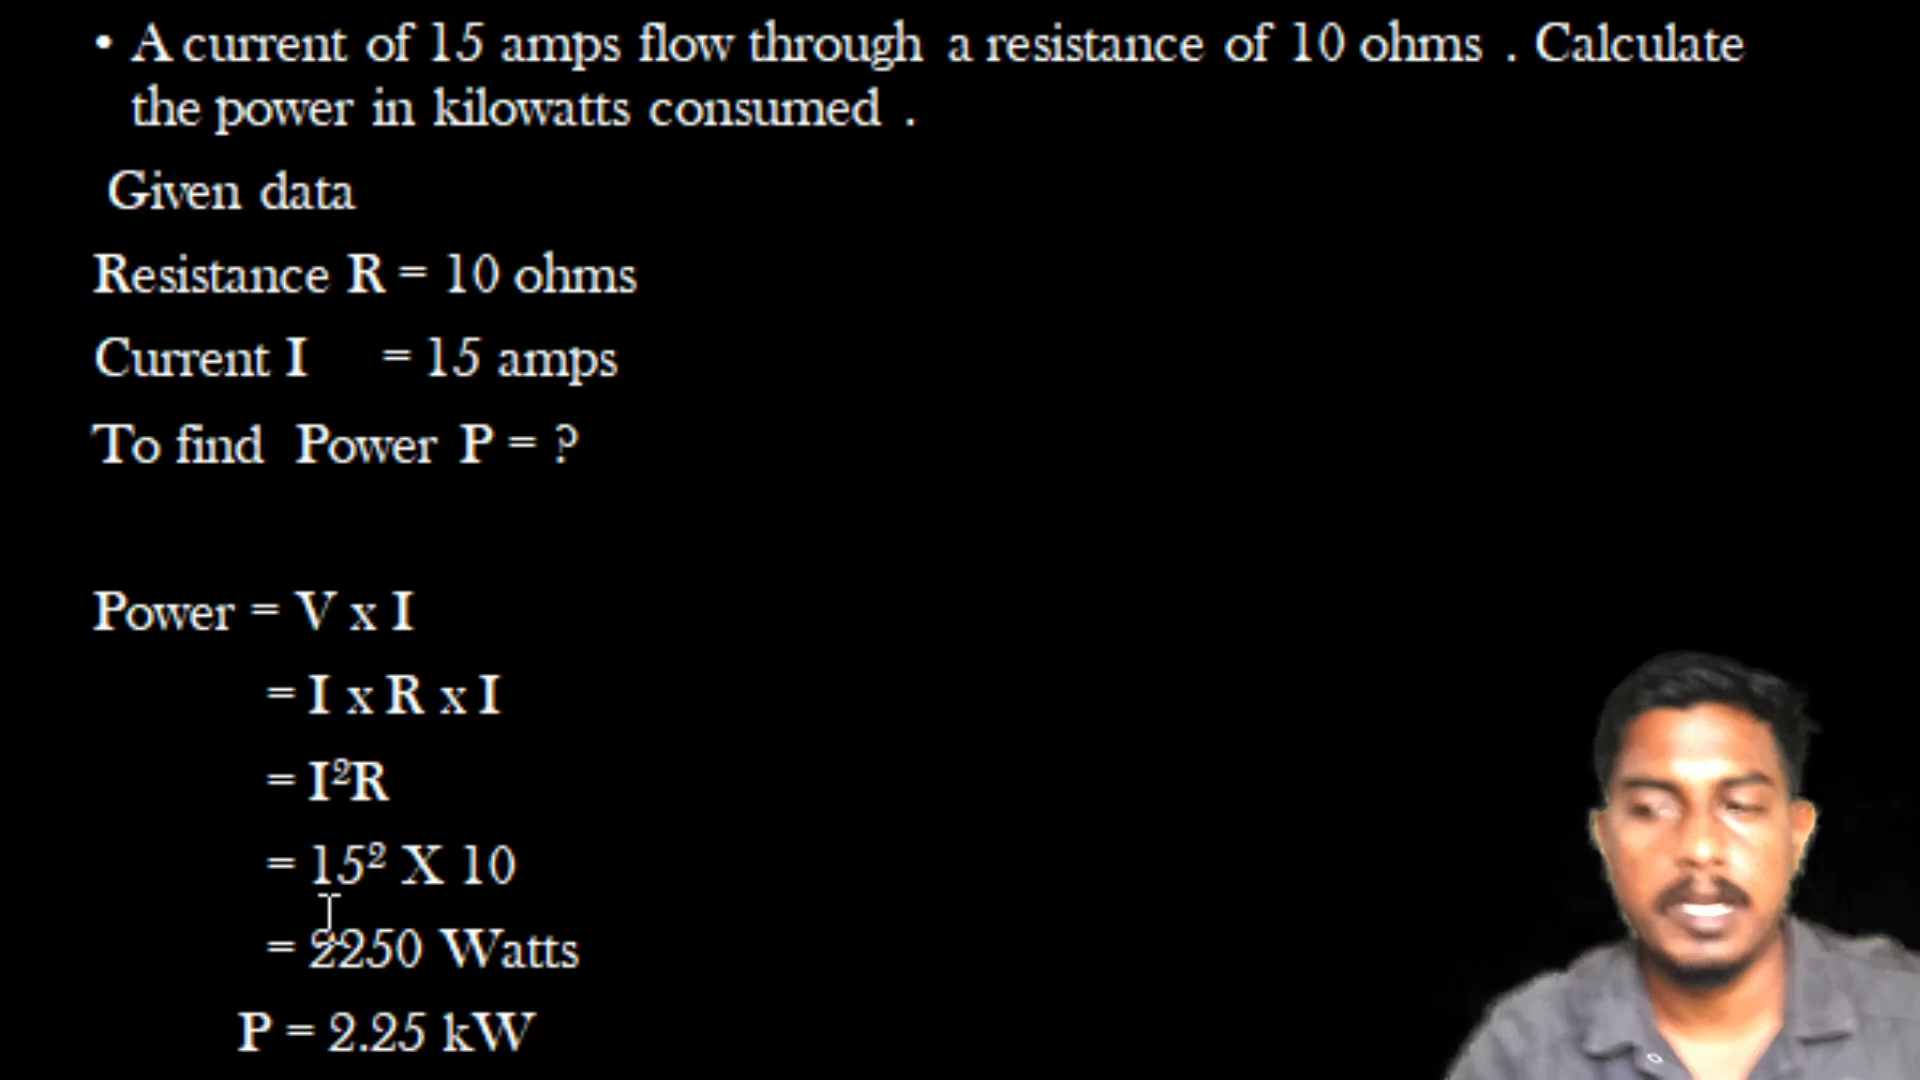 • A current of 15 amps flow through a resistance of 10 ohms . Calculate
the power in kilowatts consumed .
Given data
Resistance R = 10 ohms
Current I = 15 amps
To find Power P = ?
Power = V x I
= I x R x I
= I²R
= 15² X 10
= 2250 Watts
P = 2.25 kW